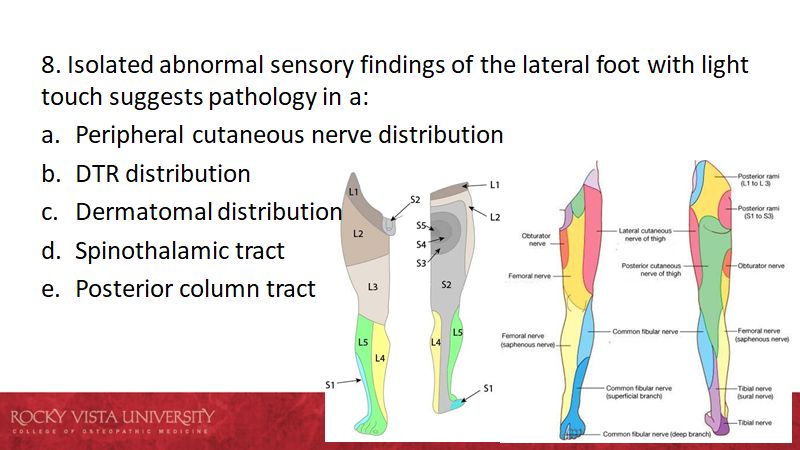 8. Isolated abnormal sensory findings of the lateral foot with light
touch suggests pathology in a:
a. Peripheral cutaneous nerve distribution
b. DTR distribution
c. Dermatomal distribution
d. Spinothalamic tract
e. Posterior column tract
L1
L2
L3
L5
L4
S1
S2
L1
L2
S5
S4
S3
S2
L4
L5
S1
Obturator
nerve
Femoral nerve
Femoral nerve
(saphenous nerve)
Lateral cutaneous
nerve of thigh
Posterior cutaneous
nerve of thigh
Common fibular nerve
Common fibular nerve
(superficial branch)
Common fibular nerve (deep branch)
Posterior rami
(L1 to L 3)
Posterior rami
(S1 to S3)
Obturator nerve
Femoral nerve
(saphenous nerve)
Tibial nerve
(sural nerve)
Tibial nerve
ROCKY VISTA UNIVERSITY
COLLEGE OF OSTEOPATHIC MEDICINE